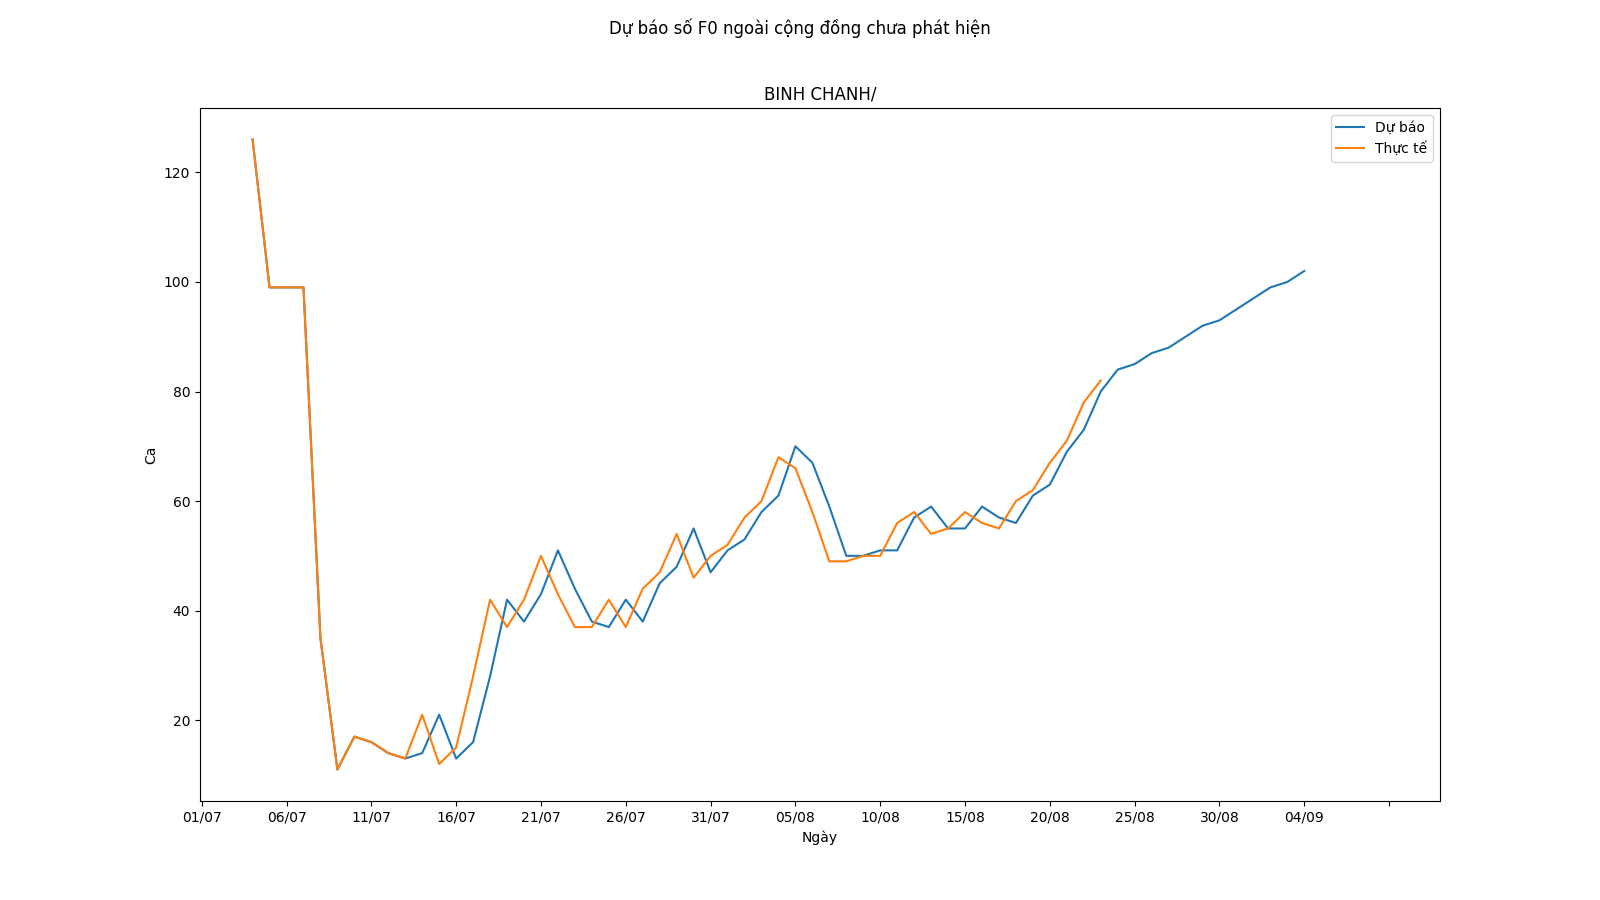 Dự báo số F0 ngoài cộng đồng chưa phát hiện
BINH CHANH/
Dự báo
Thực tế
120
100
80
60
40
20
Ca
01/07 06/07 11/07 16/07 21/07 26/07 31/07 05/08 10/08 15/08 20/08 25/08 30/08 04/09
Ngày